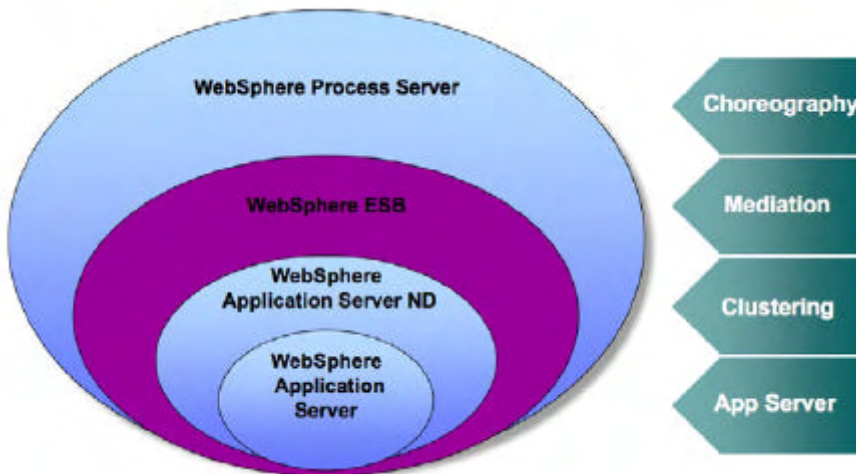 WebSphere Process Server
WebSphere ESB
WebSphere
Application Server ND
WebSphere
Application
Server
Choreography
Mediation
Clustering
App Server